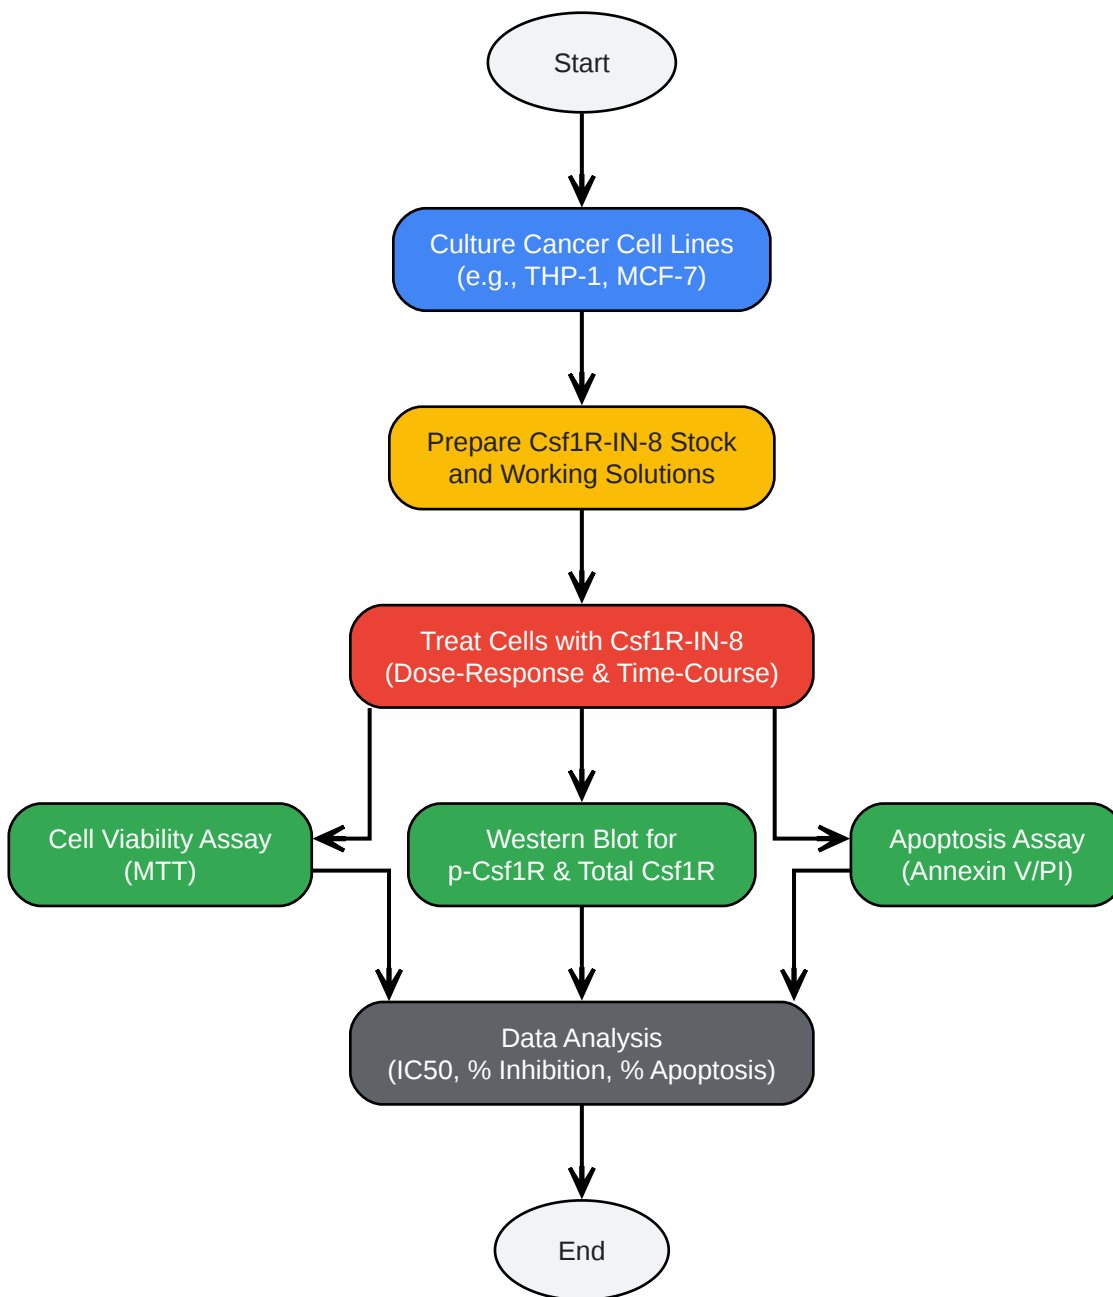 Start
Culture Cancer Cell Lines
(e.g., THP-1, MCF-7)
Prepare Csf1R-IN-8 Stock
and Working Solutions
Treat Cells with Csf1R-IN-8
(Dose-Response & Time-Course)
Cell Viability Assay
(MTT)
Western Blot for
p-Csf1R & Total Csf1R
Apoptosis Assay
(Annexin V/PI)
Data Analysis
(IC50, % Inhibition, % Apoptosis)
End